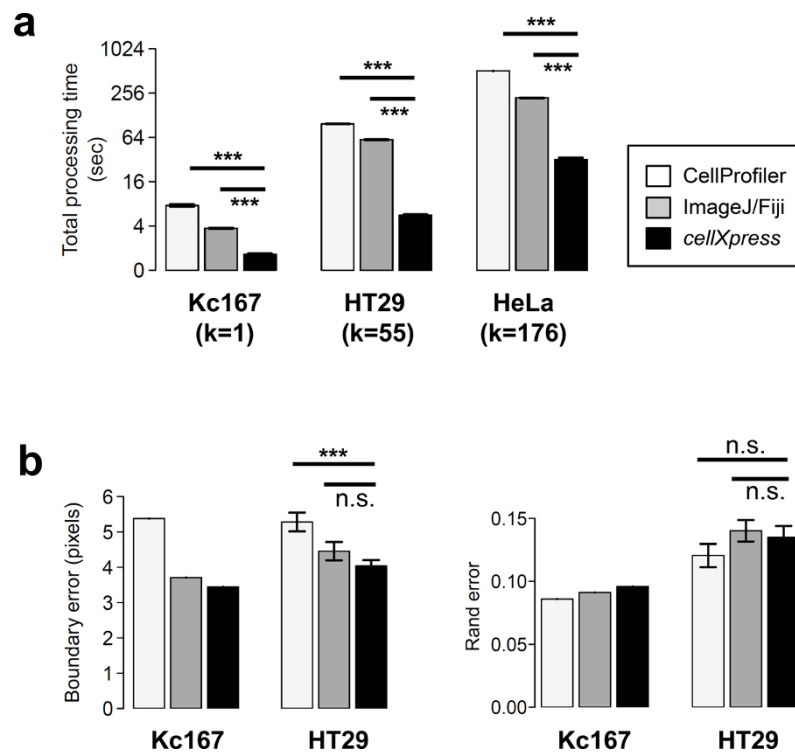 a
Total processing time
(sec)
1024
256
64
16
4
0
***
***
***
***
***
***
Kc167
(k=1)
HT29
(k=55)
HeLa
(k=176)
CellProfiler
ImageJ/Fiji
cellXpress
b
Boundary error (pixels)
6
5
4
3
2
1
0
***
n.s.
Kc167
HT29
Rand error
0.15
0.10
0.05
0.00
n.s.
n.s.
Kc167
HT29